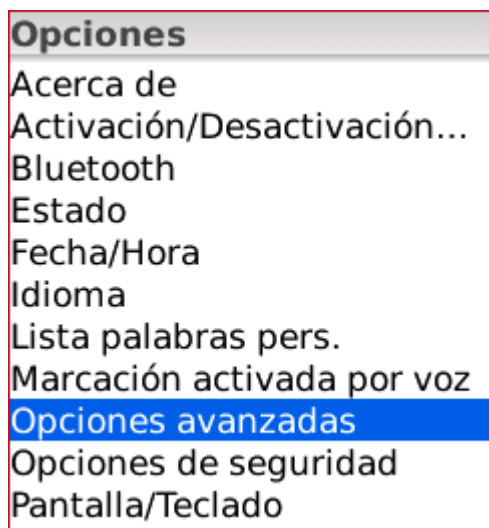 Opciones
Acerca de
Activación/Desactivación...
Bluetooth
Estado
Fecha/Hora
Idioma
Lista palabras pers.
Marcación activada por voz
Opciones avanzadas
Opciones de seguridad
Pantalla/Teclado